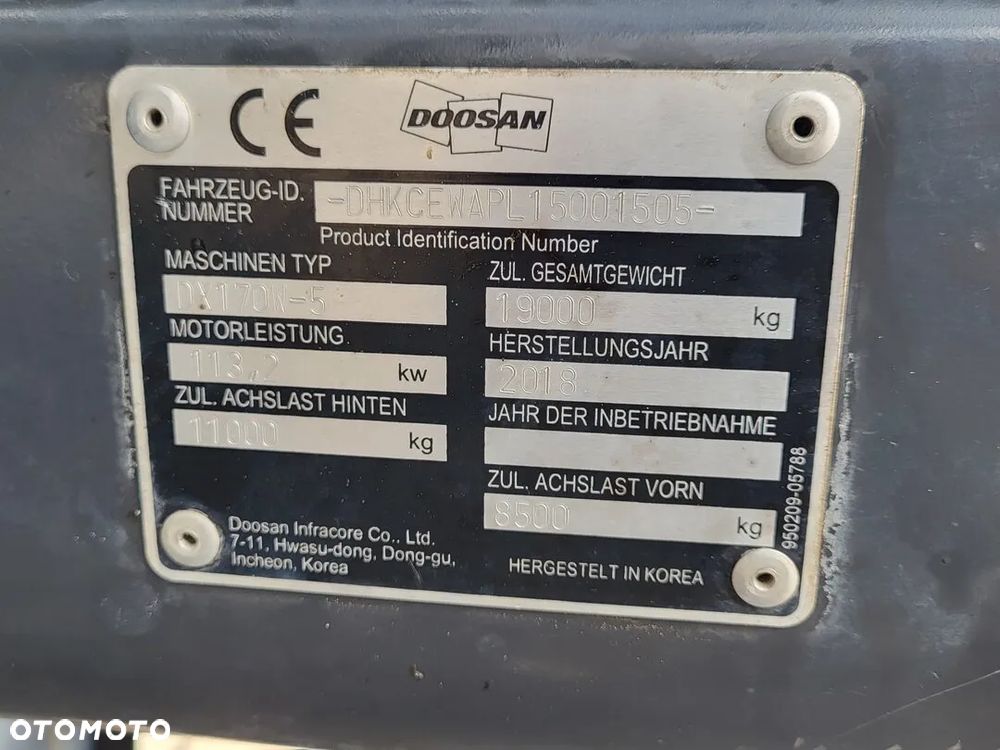 CE DOOSAN
FAHRZEUG-ID.
NUMMER
-DHKCEWAPL15001505-
Product Identification Number
MASCHINEN TYP
DX170W-5
MOTORLEISTUNG
113,2 kw
ZUL. ACHSLAST HINTEN
11000 kg
ZUL. GESAMTGEWICHT
19000 kg
HERSTELLUNGSJAHR
2018
JAHR DER INBETRIEBNAHME
ZUL. ACHSLAST VORN
8500 kg
950209-05788
Doosan Infracore Co., Ltd.
7-11, Hwasu-dong, Dong-gu,
Incheon, Korea
HERGESTELT IN KOREA
OTOMOTO